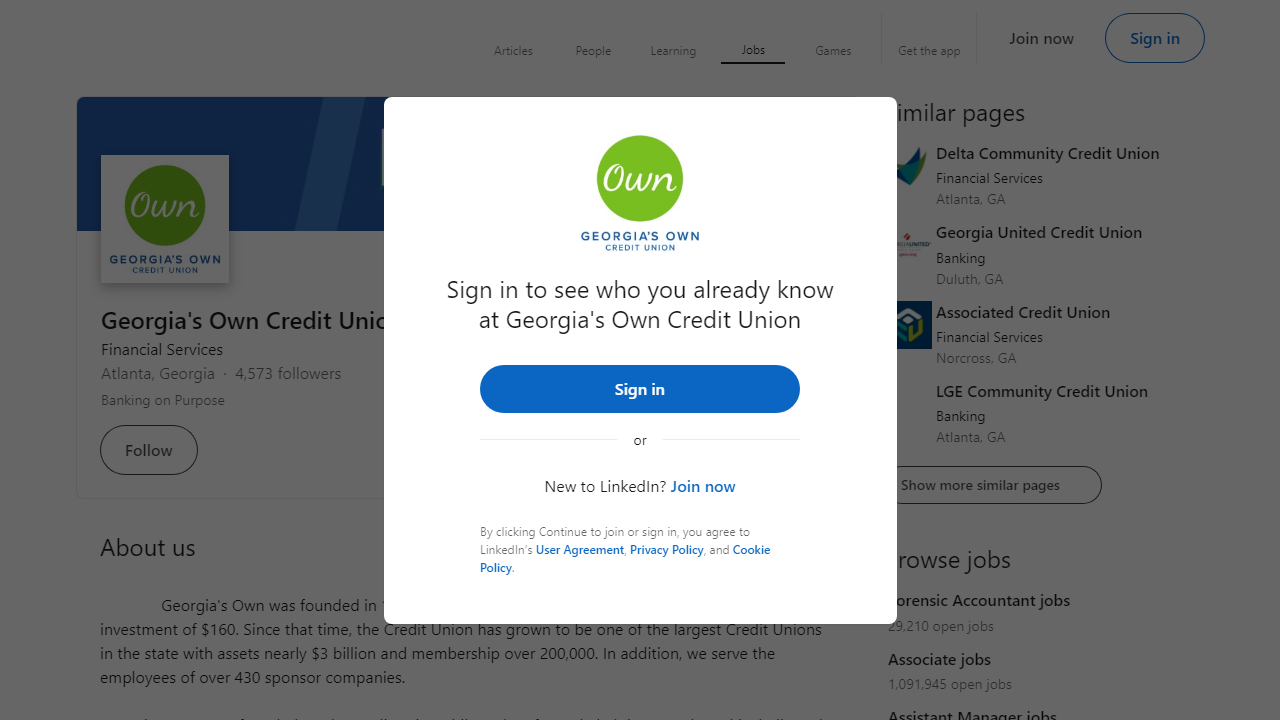 Articles
People
Learning
Jobs
Games
Get the app
Join now
Sign in
Own
GEORGIA'S OWN
CREDIT UNION
Georgia's Own Credit
Financial Services
Atlanta, Georgia · 4,573 followers
Banking on Purpose
Follow
About us
Georgia's Own was founded in
investment of $160. Since that time, the Credit Union has grown to be one of the largest Credit Unions
in the state with assets nearly $3 billion and membership over 200,000. In addition, we serve the
employees of over 430 sponsor companies.
Own
GEORGIA'S OWN
CREDIT UNION
Sign in to see who you already know
at Georgia's Own Credit Union
Sign in
or
New to LinkedIn? Join now
By clicking Continue to join or sign in, you agree to
LinkedIn's User Agreement, Privacy Policy, and Cookie
Policy.
pages
Delta Community Credit Union
Financial Services
Atlanta, GA
Georgia United Credit Union
Banking
Duluth, GA
Associated Credit Union
Financial Services
Norcross, GA
LGE Community Credit Union
Banking
Atlanta, GA
Show more similar pages
jobs
Forensic Accountant jobs
29,210 open jobs
Associate jobs
1,091,945 open jobs
Assistant Manager jobs